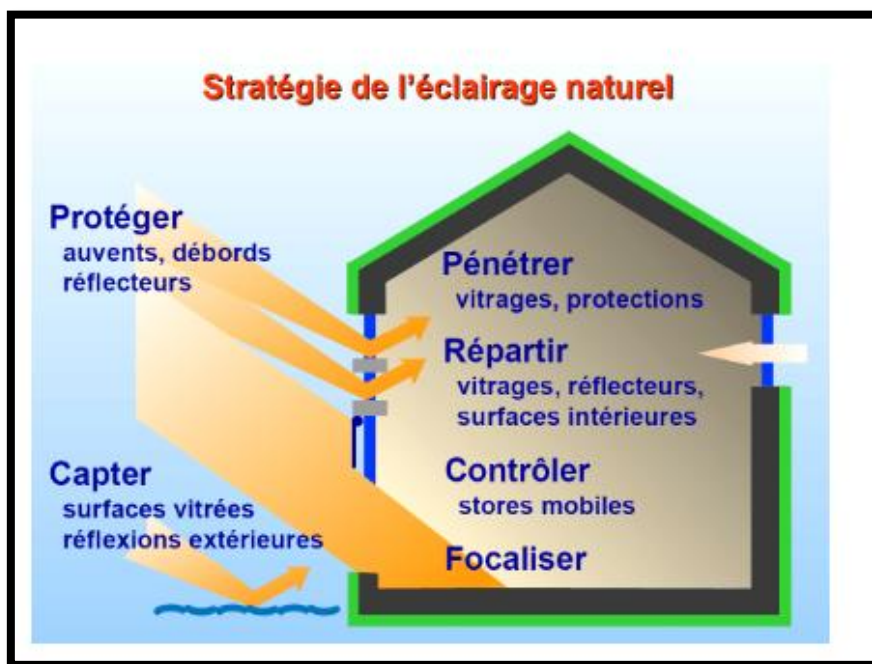 Stratégie de l'éclairage naturel
Protéger
auvents, débords
réflecteurs
Capter
surfaces vitrées
réflexions extérieures
Pénétrer
vitrages, protections
Répartir
vitrages, réflecteurs,
surfaces intérieures
Contrôler
stores mobiles
Focaliser